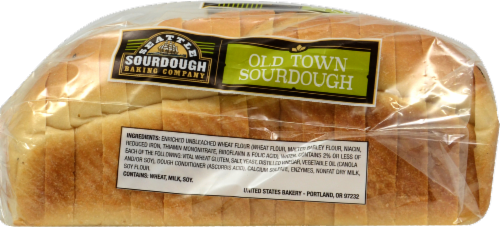 SEATTLE
SOURDOUGH
BAKING COMPANY
OLD TOWN
SOURDOUGH
INGREDIENTS: ENRICHED UNBLEACHED WHEAT FLOUR (WHEAT FLOUR, MALTED BARLEY FLOUR, NIACIN,
REDUCED IRON, THIAMIN MONONITRATE, RIBOFLAVIN & FOLIC ACID), WATER. CONTAINS 2% OR LESS OF
EACH OF THE FOLLOWING: VITAL WHEAT GLUTEN, SALT, YEAST, DISTILLED VINEGAR, VEGETABLE OIL (CANOLA
AND/OR SOY), DOUGH CONDITIONER (ASCORBIC ACID), CALCIUM SULFATE, ENZYMES, NONFAT DRY MILK,
SOY FLOUR.
CONTAINS: WHEAT, MILK, SOY.
UNITED STATES BAKERY - PORTLAND, OR 97232